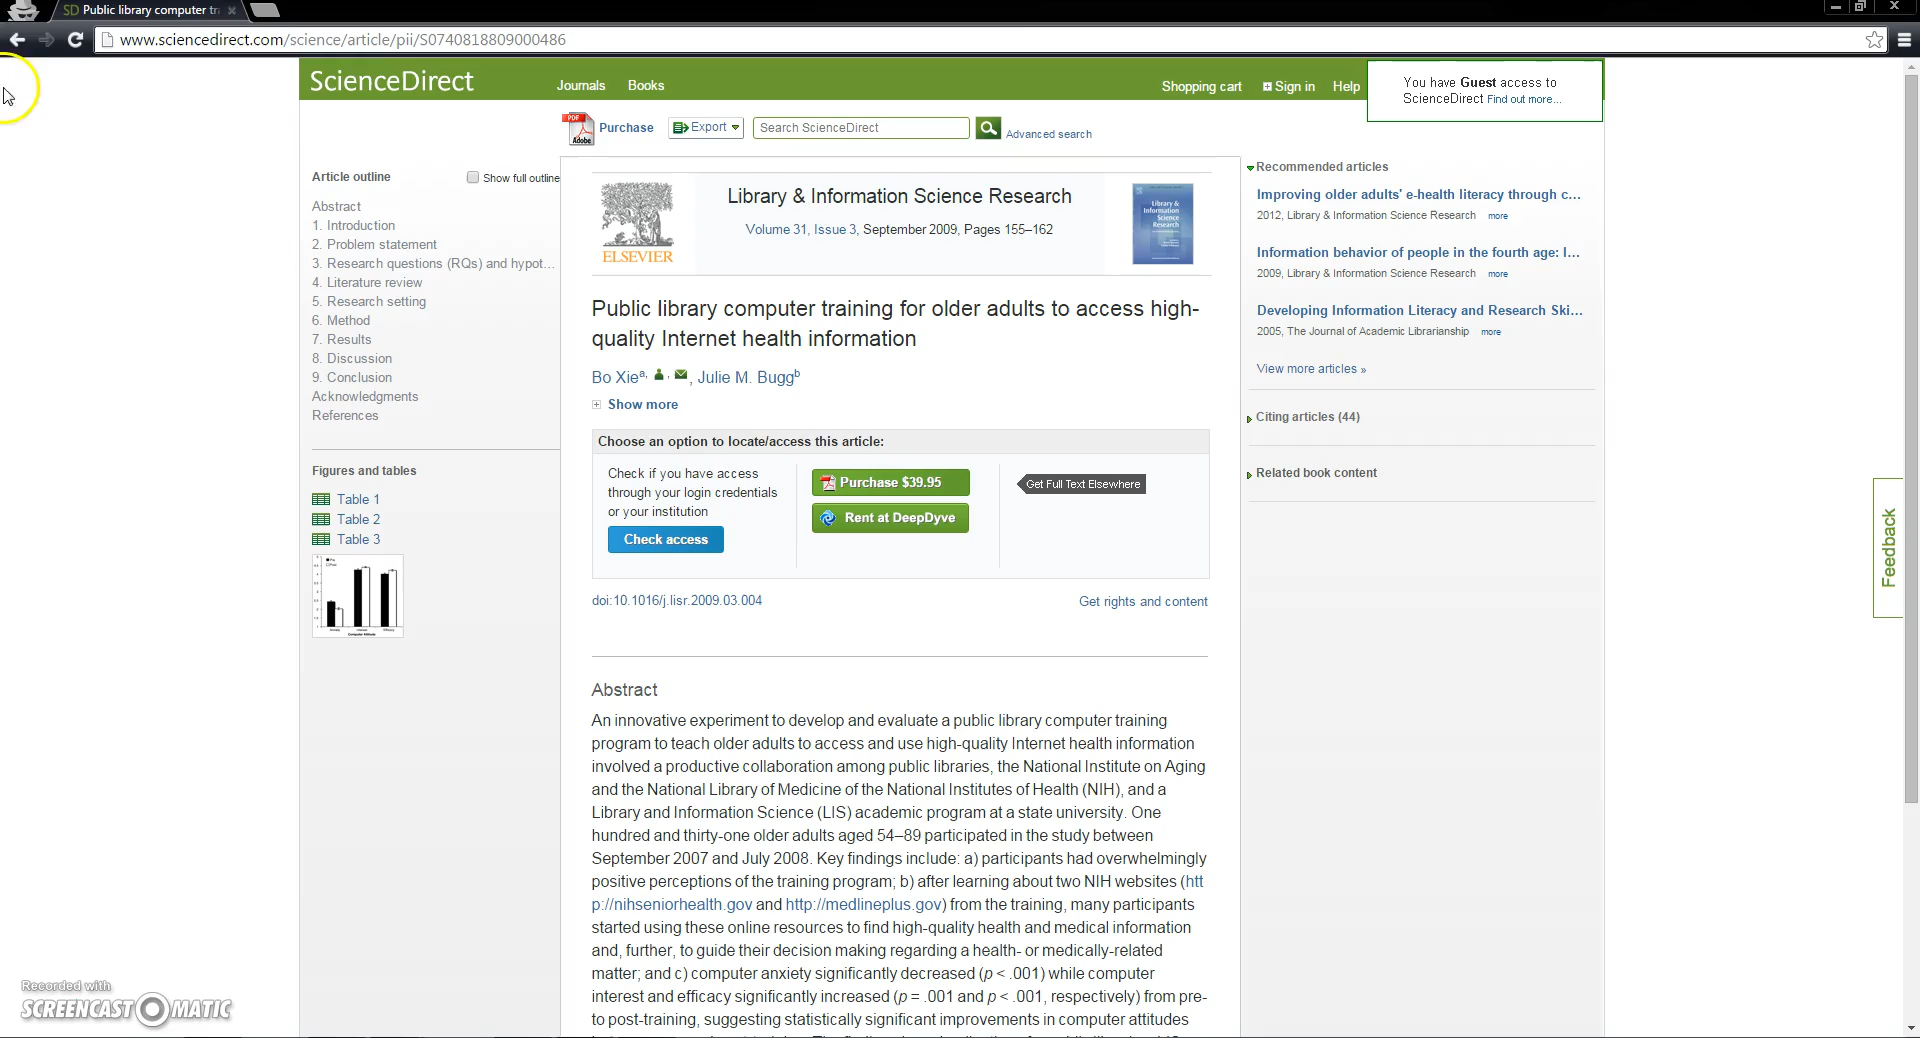 SD Public library computer tr
www.sciencedirect.com/science/article/pii/S0740818809000486
ScienceDirect
Journals
Books
Shopping cart
Sign in
Help
You have Guest access to
ScienceDirect Find out more...
PDF
Adobe
Purchase
Export
Search ScienceDirect
Advanced search
Article outline
Show full outline
Abstract
1. Introduction
2. Problem statement
3. Research questions (RQs) and hypot...
4. Literature review
5. Research setting
6. Method
7. Results
8. Discussion
9. Conclusion
Acknowledgments
References
Figures and tables
Table 1
Table 2
Table 3
ELSEVIER
Library & Information Science Research
Volume 31, Issue 3, September 2009, Pages 155–162
Library &
Information
Science
Research
Public library computer training for older adults to access high-
quality Internet health information
Bo Xie a, , Julie M. Bugg b
Show more
Choose an option to locate/access this article:
Check if you have access
through your login credentials
or your institution
Check access
Purchase $39.95
Rent at DeepDyve
Get Full Text Elsewhere
doi:10.1016/j.lisr.2009.03.004
Get rights and content
Abstract
An innovative experiment to develop and evaluate a public library computer training
program to teach older adults to access and use high-quality Internet health information
involved a productive collaboration among public libraries, the National Institute on Aging
and the National Library of Medicine of the National Institutes of Health (NIH), and a
Library and Information Science (LIS) academic program at a state university. One
hundred and thirty-one older adults aged 54–89 participated in the study between
September 2007 and July 2008. Key findings include: a) participants had overwhelmingly
positive perceptions of the training program; b) after learning about two NIH websites (htt
p://nihseniorhealth.gov and http://medlineplus.gov) from the training, many participants
started using these online resources to find high-quality health and medical information
and, further, to guide their decision making regarding a health- or medically-related
matter; and c) computer anxiety significantly decreased (p < .001) while computer
interest and efficacy significantly increased (p = .001 and p < .001, respectively) from pre-
to post-training, suggesting statistically significant improvements in computer attitudes
Recommended articles
Improving older adults' e-health literacy through c...
2012, Library & Information Science Research more
Information behavior of people in the fourth age: I...
2009, Library & Information Science Research more
Developing Information Literacy and Research Ski...
2005, The Journal of Academic Librarianship more
View more articles »
Citing articles (44)
Related book content
Feedback
Recorded with
SCREENCAST MATIC